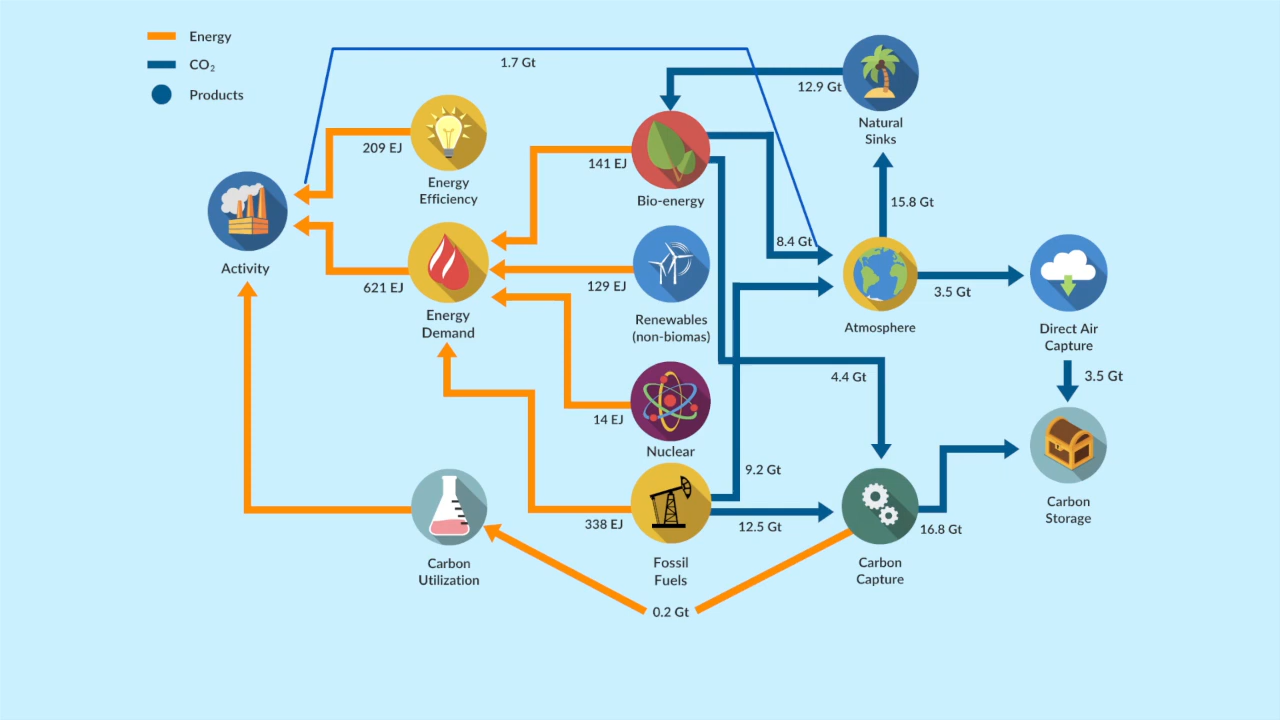 Energy
CO₂
Products
1.7 Gt
12.9 Gt
Natural
Sinks
209 EJ
Energy
Efficiency
141 EJ
Bio-energy
15.8 Gt
8.4 Gt
Activity
621 EJ
Energy
Demand
129 EJ
Renewables
(non-biomas)
Atmosphere
3.5 Gt
Direct Air
Capture
3.5 Gt
4.4 Gt
14 EJ
Nuclear
9.2 Gt
338 EJ
12.5 Gt
16.8 Gt
Carbon
Storage
Carbon
Utilization
Fossil
Fuels
Carbon
Capture
0.2 Gt